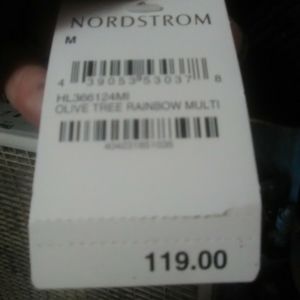 NORDSTROM
M
4 39053 53037 8
HL366124MI
OLIVE TREE RAINBOW MULTI
119.00